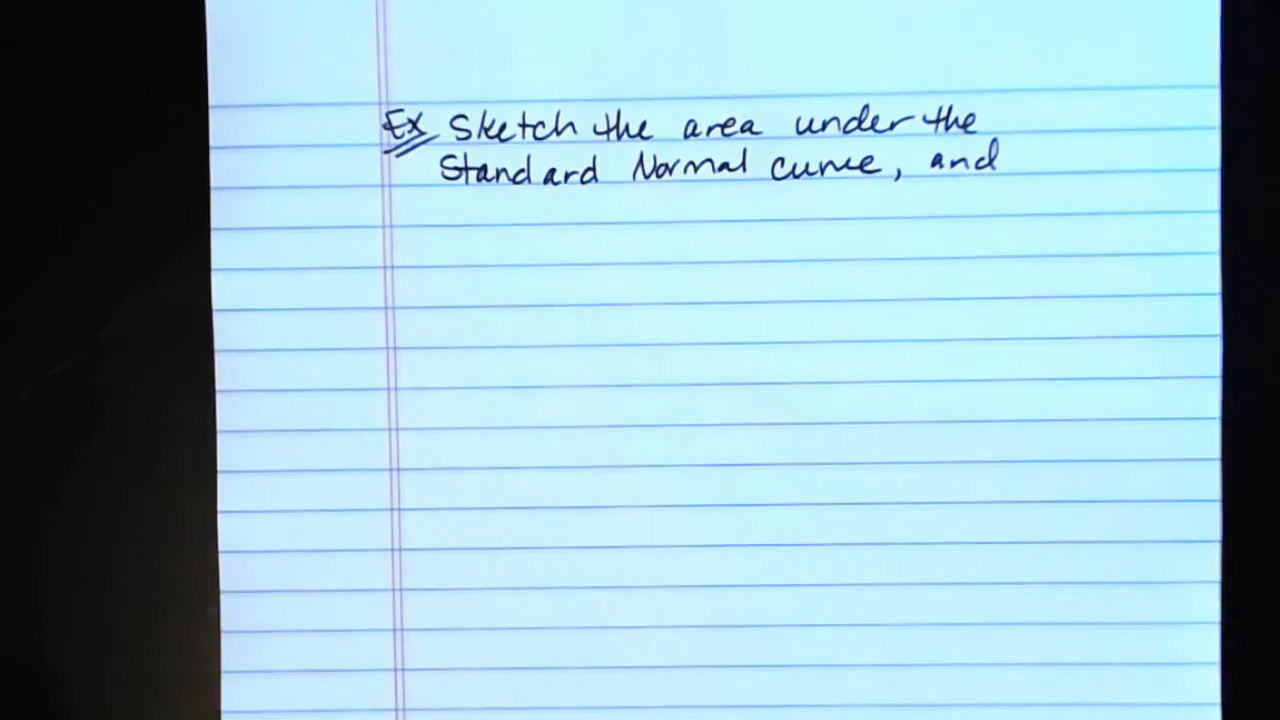 Ex Sketch the area under the
Standard Normal curve, and